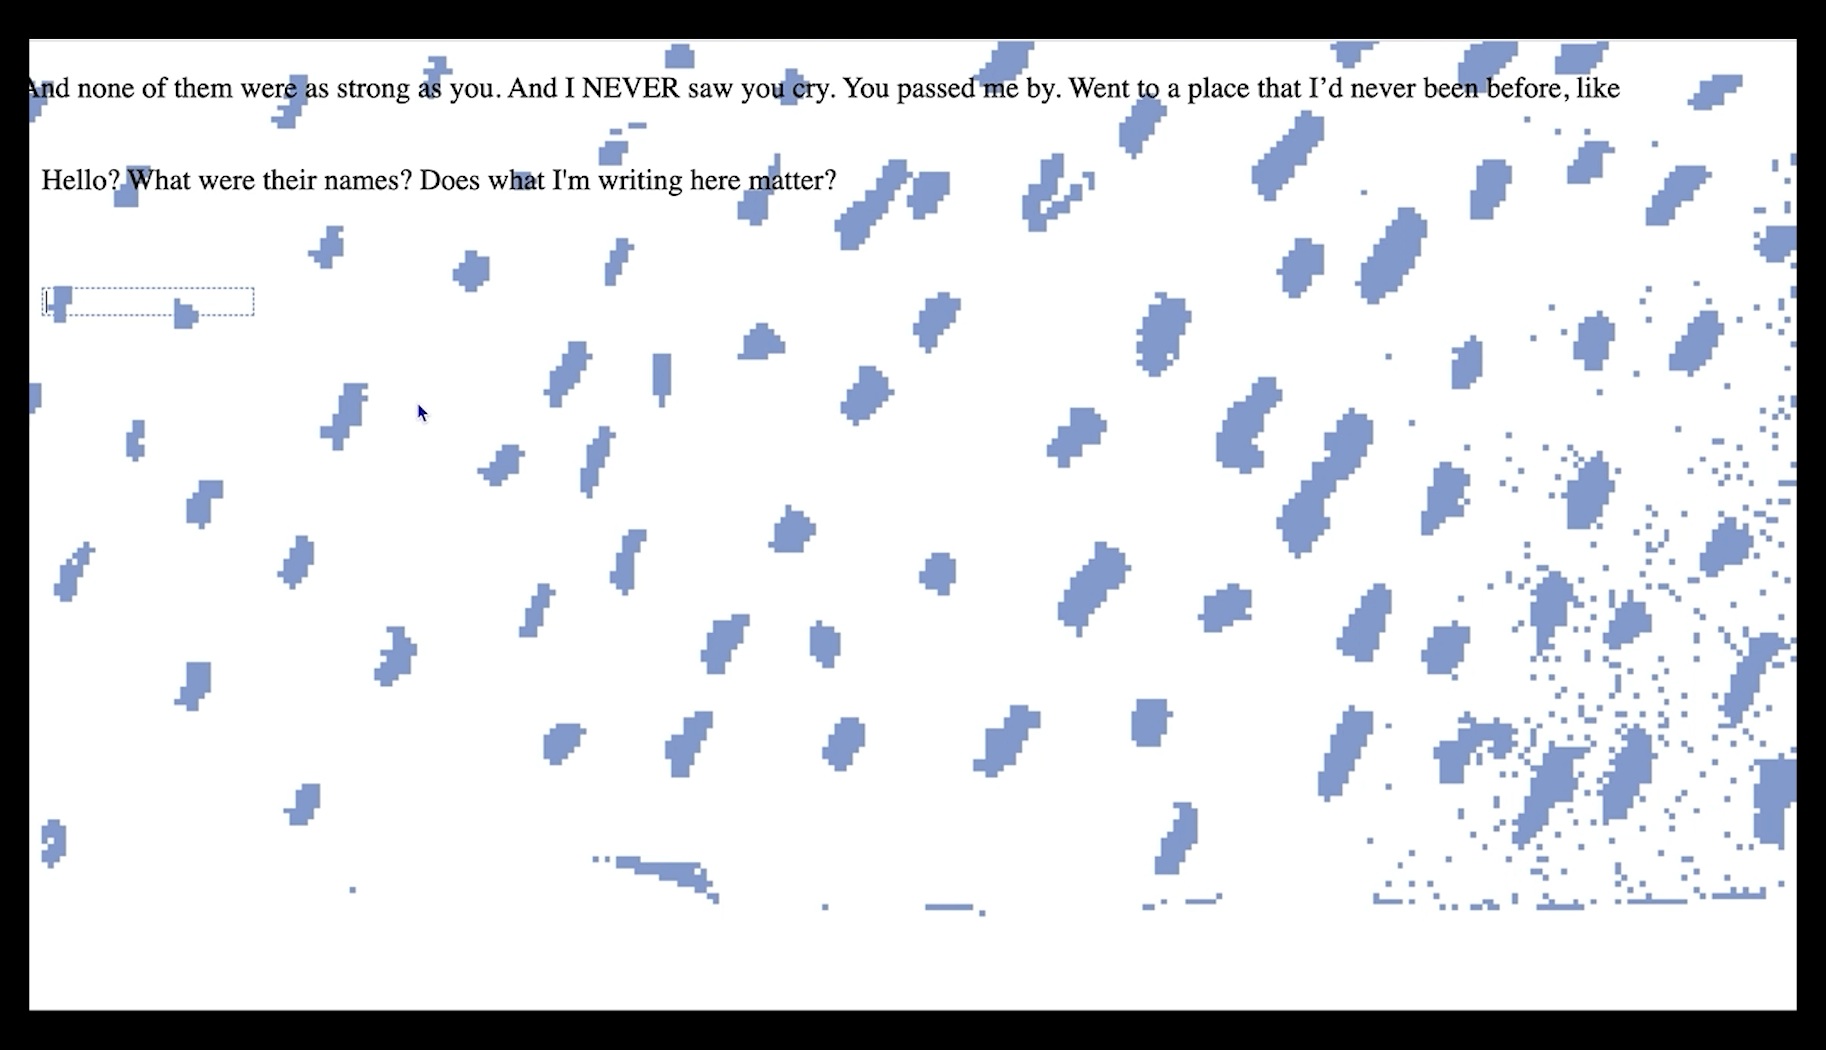 And none of them were as strong as you. And I NEVER saw you cry. You passed me by. Went to a place that I’d never been before, like
Hello? What were their names? Does what I'm writing here matter?